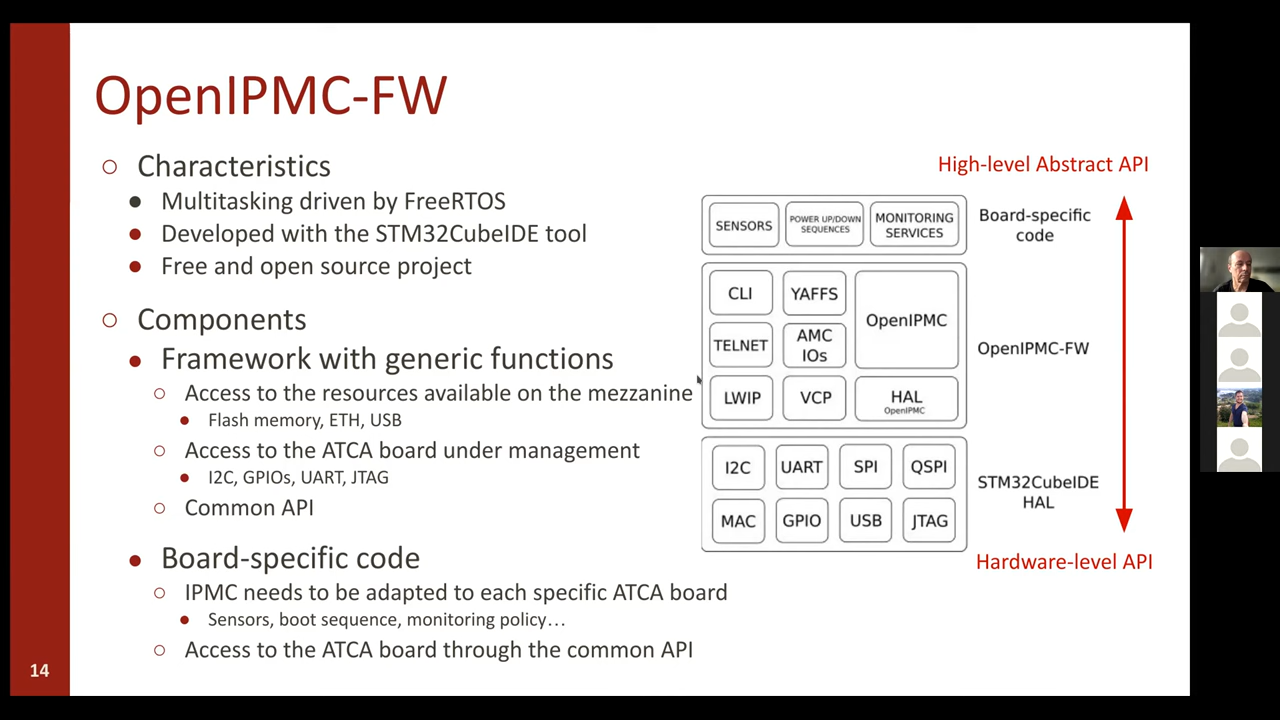 OpenIPMC-FW
Characteristics
Multitasking driven by FreeRTOS
Developed with the STM32CubeIDE tool
Free and open source project
Components
Framework with generic functions
Access to the resources available on the mezzanine
Flash memory, ETH, USB
Access to the ATCA board under management
I2C, GPIOs, UART, JTAG
Common API
Board-specific code
IPMC needs to be adapted to each specific ATCA board
Sensors, boot sequence, monitoring policy…
Access to the ATCA board through the common API
14
High-level Abstract API
SENSORS
POWER UP/DOWN
SEQUENCES
MONITORING
SERVICES
Board-specific
code
CLI
YAFFS
OpenIPMC
TELNET
AMC
IOs
LWIP
VCP
HAL
OpenIPMC
OpenIPMC-FW
I2C
UART
SPI
QSPI
MAC
GPIO
USB
JTAG
STM32CubeIDE
HAL
Hardware-level API